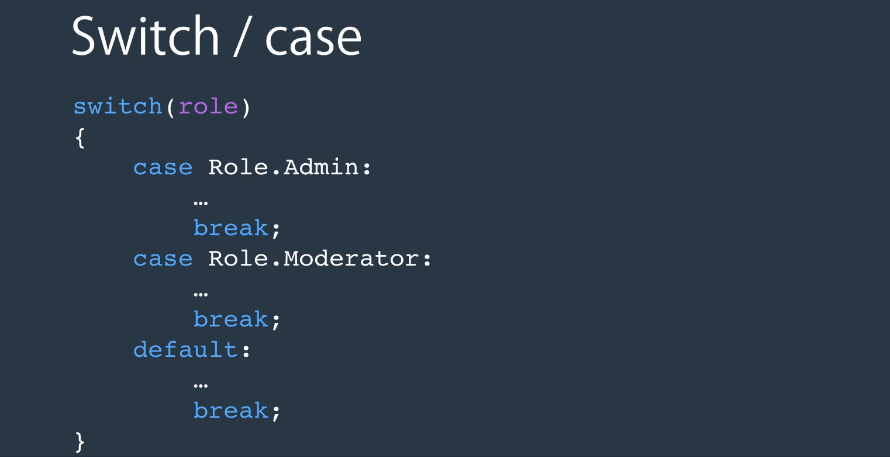 Switch / case
switch(role)
{
    case Role.Admin:
        …
        break;
    case Role.Moderator:
        …
        break;
    default:
        …
        break;
}